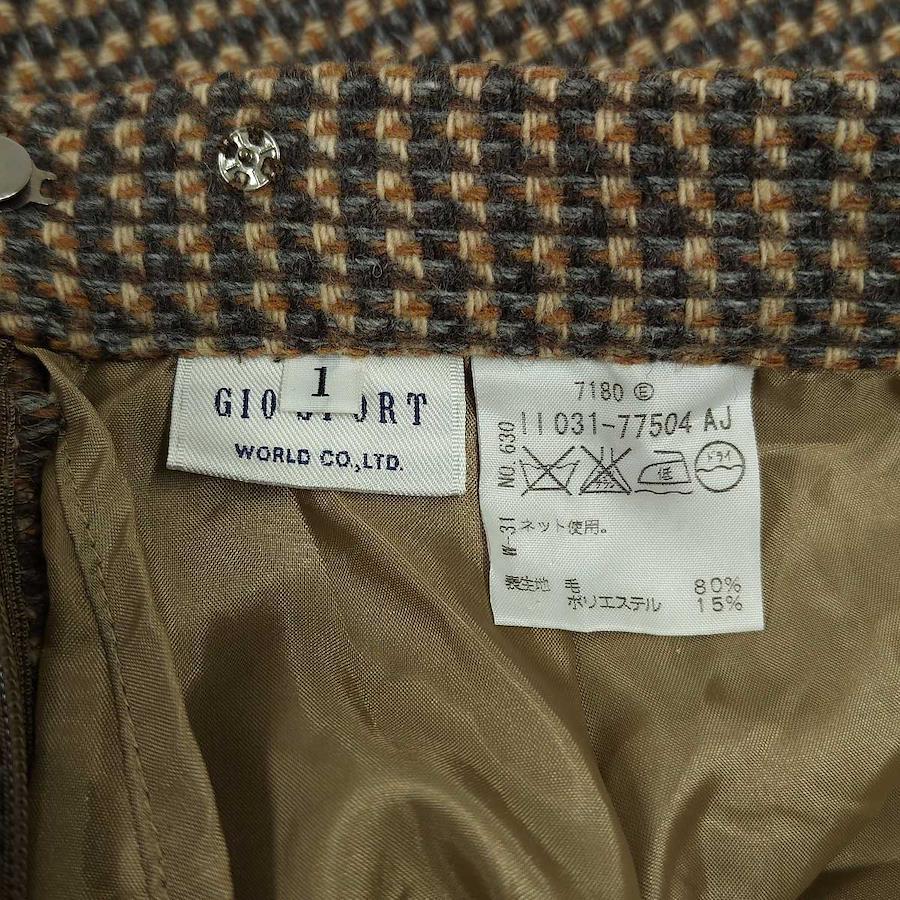 1
GIO SPORT
WORLD CO.,LTD.
7180 Ⓔ
11 031-77504 AJ
NO. 630
低
ドライ
W-31
ネット使用。
表生地 毛 80%
ポリエステル 15%